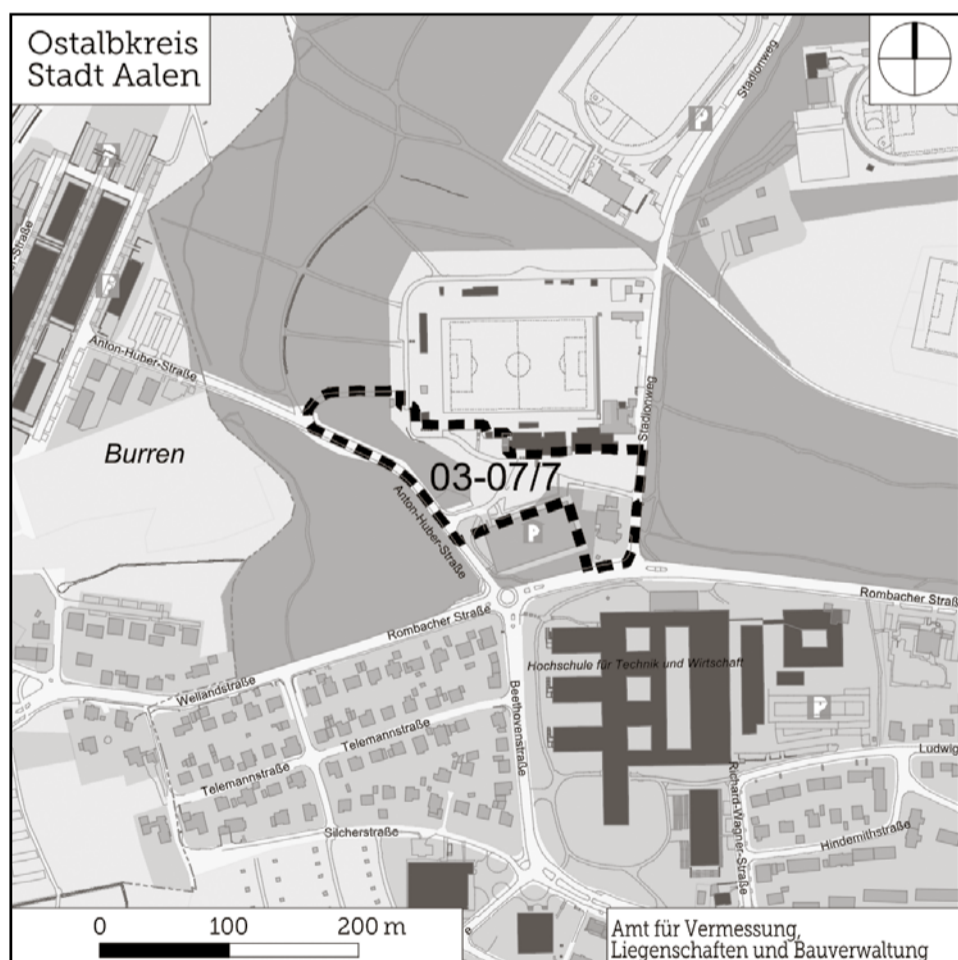 Ostalbkreis
Stadt Aalen
Stadionweg
P
P
P
Anton-Huber-Straße
Stadionweg
Burren
03-07/7
Anton-Huber-Straße
P
Rombacher Straße
Rombacher Straß
Hochschule für Technik und Wirtschaft
Wellandstraße
Beethovenstraße
P
Telemannstraße
Telemannstraße
Ludwig
Richard-Wagner-Straße
Silcherstraße
Hindemithstraße
0 100 200 m
Amt für Vermessung,
Liegenschaften und Bauverwaltung